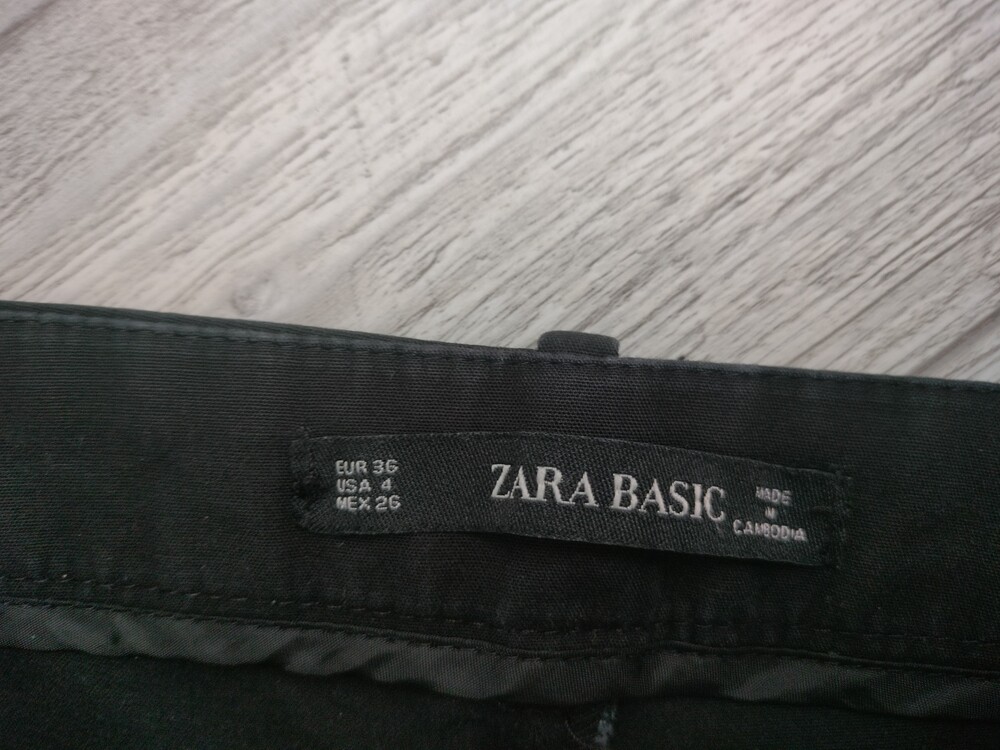 EUR 36
USA 4
MEX 26
ZARA BASIC
MADE
IN
CAMBODIA